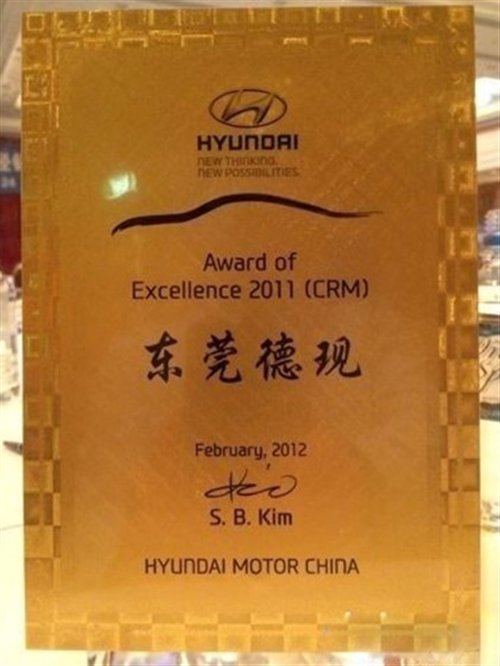 HYUNDAI
NEW THINKING.
NEW POSSIBILITIES.
Award of
Excellence 2011 (CRM)
东莞德现
February, 2012
S. B. Kim
HYUNDAI MOTOR CHINA